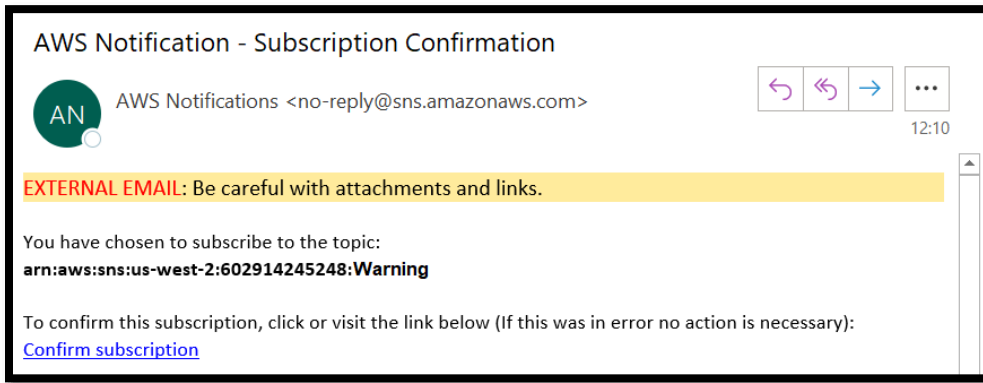 AWS Notification - Subscription Confirmation
AN
AWS Notifications <no-reply@sns.amazonaws.com>
12:10
EXTERNAL EMAIL: Be careful with attachments and links.
You have chosen to subscribe to the topic:
arn:aws:sns:us-west-2:602914245248:Warning
To confirm this subscription, click or visit the link below (If this was in error no action is necessary):
Confirm subscription